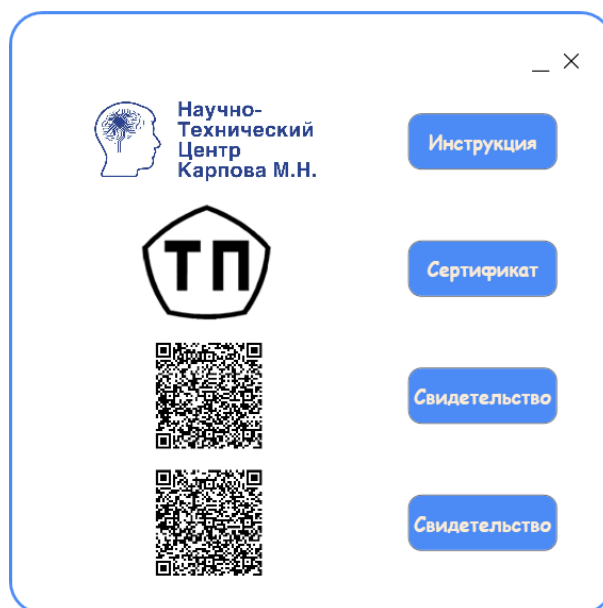 Научно-
Технический
Центр
Карпова М.Н.
Инструкция
ТП
Сертификат
Свидетельство
Свидетельство